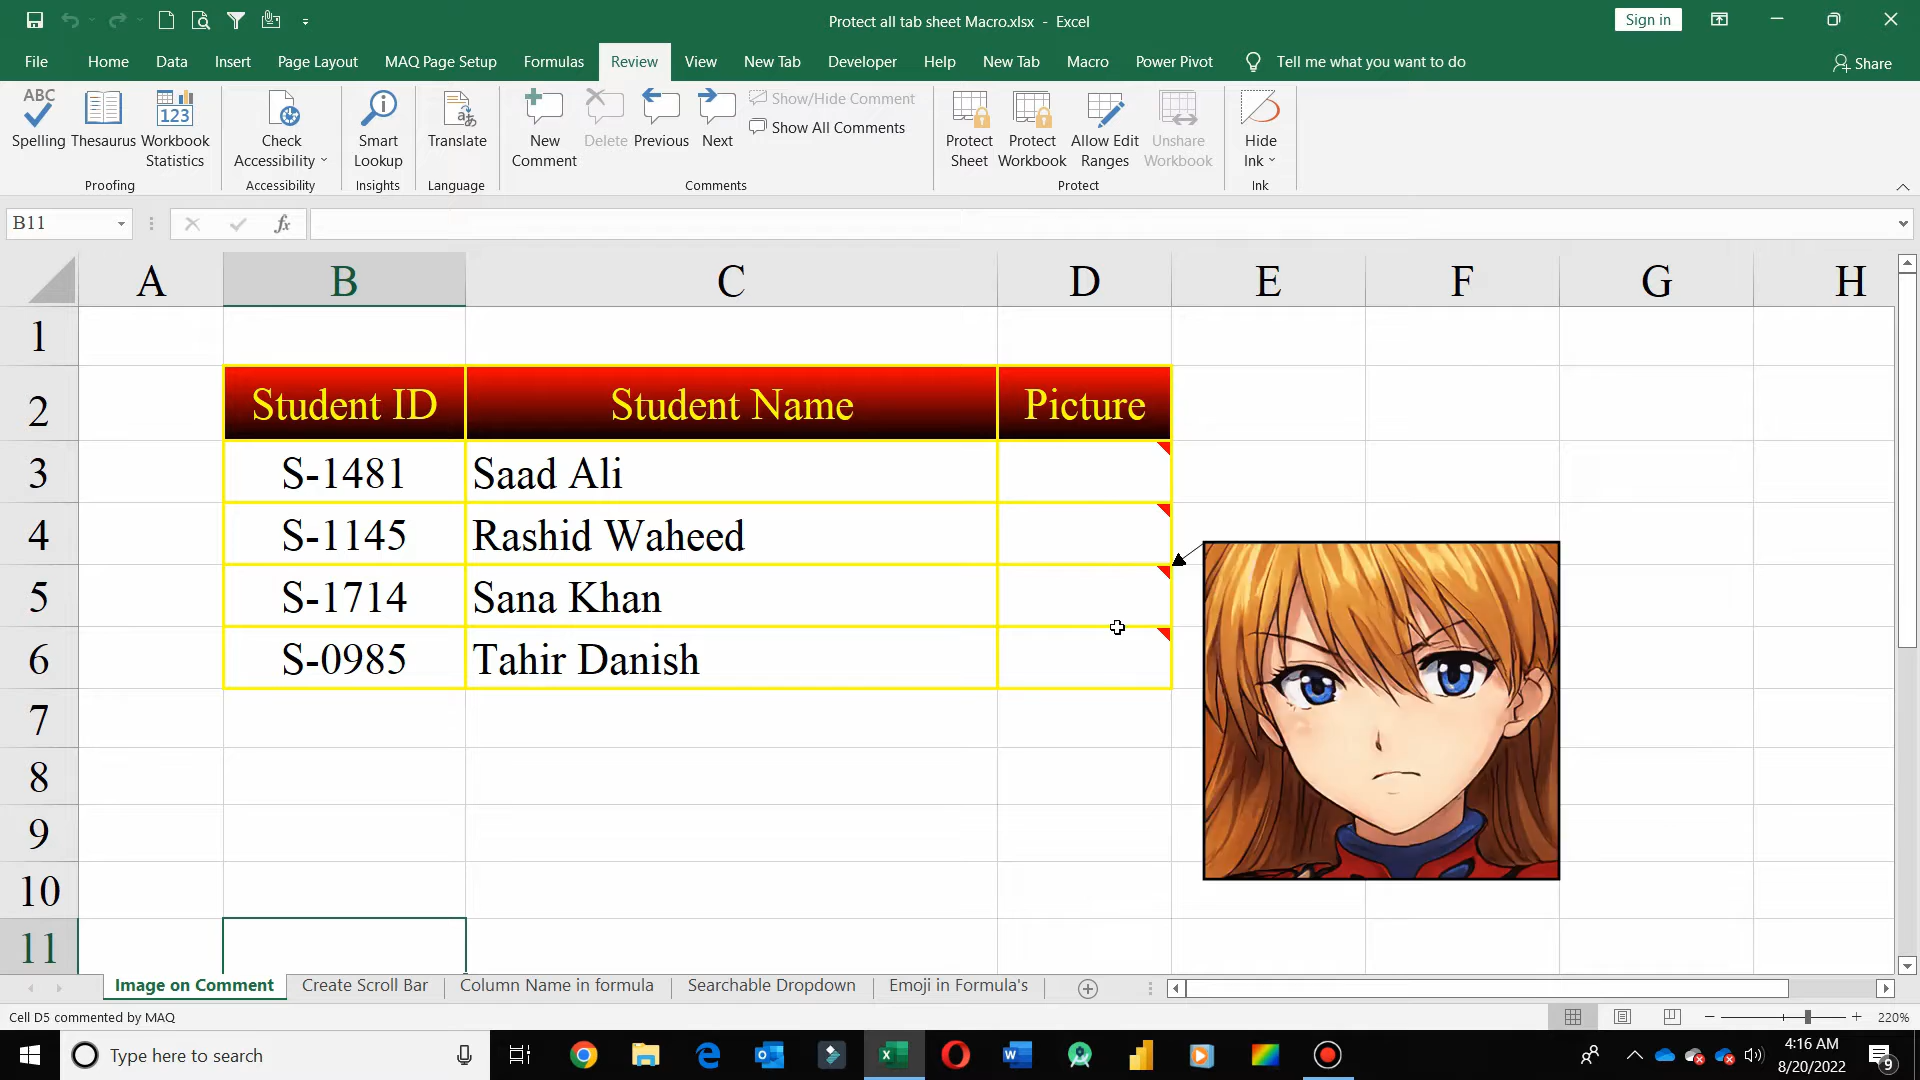 Protect all tab sheet Macro.xlsx - Excel
Sign in
File Home Data Insert Page Layout MAQ Page Setup Formulas Review View New Tab Developer Help New Tab Macro Power Pivot Tell me what you want to do Share
ABC
Spelling Thesaurus Workbook Statistics
123
Check Accessibility
Smart Lookup
Translate
New Comment
Delete Previous Next
Show/Hide Comment
Show All Comments
Protect Sheet
Protect Workbook
Allow Edit Ranges
Unshare Workbook
Hide Ink
Proofing Accessibility Insights Language Comments Protect Ink
B11 fx
A B C D E F G H
1
2 Student ID Student Name Picture
3 S-1481 Saad Ali
4 S-1145 Rashid Waheed
5 S-1714 Sana Khan
6 S-0985 Tahir Danish
7
8
9
10
11
Image on Comment Create Scroll Bar Column Name in formula Searchable Dropdown Emoji in Formula's
Cell D5 commented by MAQ 220%
Type here to search
4:16 AM
8/20/2022
9